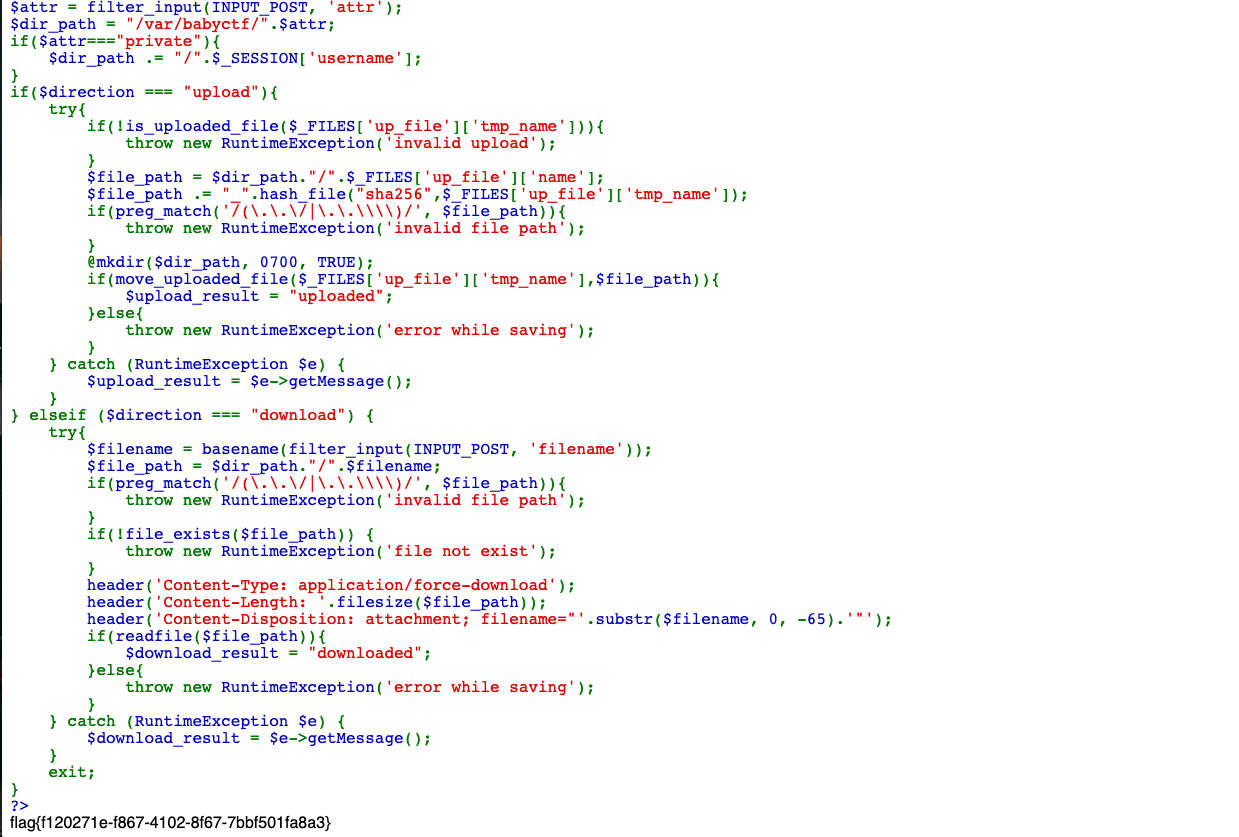 $attr = filter_input(INPUT_POST, 'attr');
$dir_path = "/var/babyctf/".$attr;
if($attr==="private"){
    $dir_path .= "/".$_SESSION['username'];
}
if($direction === "upload"){
    try{
        if(!is_uploaded_file($_FILES['up_file']['tmp_name'])){
            throw new RuntimeException('invalid upload');
        }
        $file_path = $dir_path."/".$_FILES['up_file']['name'];
        $file_path .= "_".hash_file("sha256",$_FILES['up_file']['tmp_name']);
        if(preg_match('/(\.\.\/|\.\.\\\\)/', $file_path)){
            throw new RuntimeException('invalid file path');
        }
        @mkdir($dir_path, 0700, TRUE);
        if(move_uploaded_file($_FILES['up_file']['tmp_name'],$file_path)){
            $upload_result = "uploaded";
        }else{
            throw new RuntimeException('error while saving');
        }
    } catch (RuntimeException $e) {
        $upload_result = $e->getMessage();
    }
} elseif ($direction === "download") {
    try{
        $filename = basename(filter_input(INPUT_POST, 'filename'));
        $file_path = $dir_path."/".$filename;
        if(preg_match('/(\.\.\/|\.\.\\\\)/', $file_path)){
            throw new RuntimeException('invalid file path');
        }
        if(!file_exists($file_path)) {
            throw new RuntimeException('file not exist');
        }
        header('Content-Type: application/force-download');
        header('Content-Length: '.filesize($file_path));
        header('Content-Disposition: attachment; filename="'.substr($filename, 0, -65).'"');
        if(readfile($file_path)){
            $download_result = "downloaded";
        }else{
            throw new RuntimeException('error while saving');
        }
    } catch (RuntimeException $e) {
        $download_result = $e->getMessage();
    }
    exit;
}
?>
flag{f120271e-f867-4102-8f67-7bbf501fa8a3}